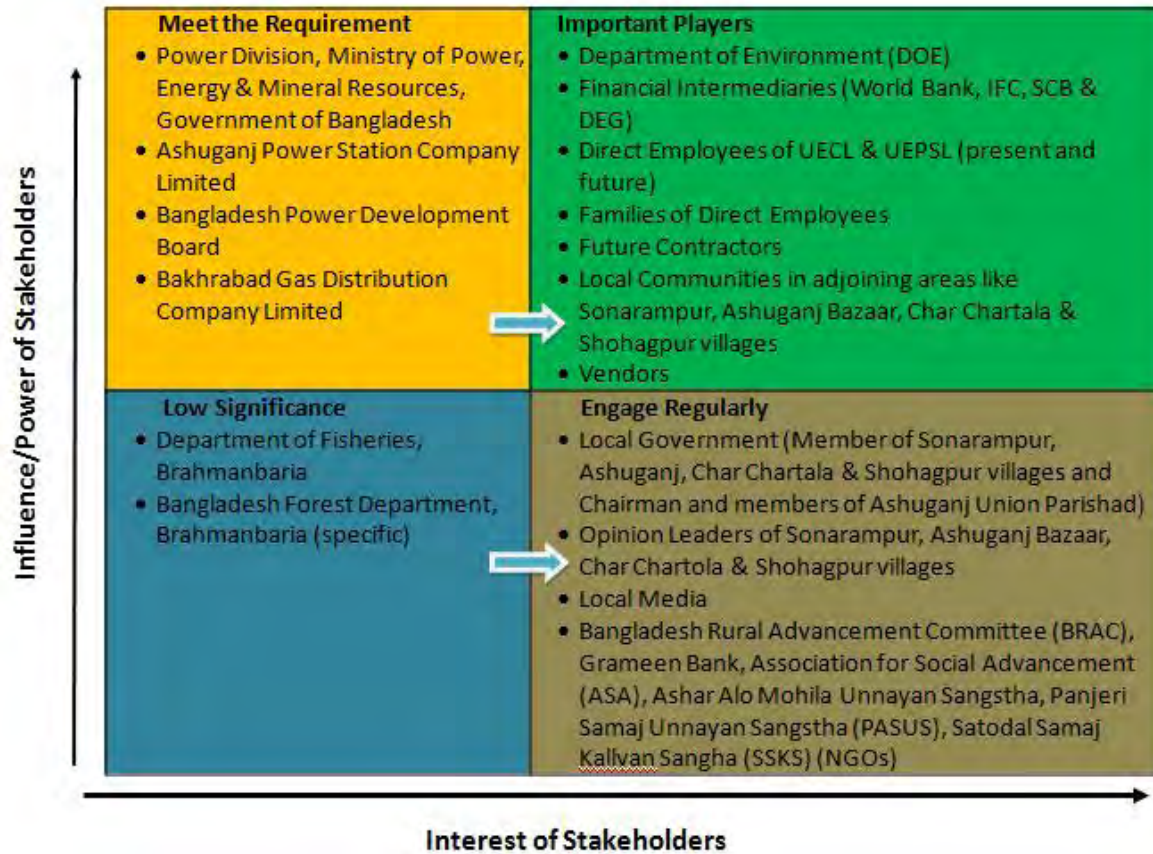 Influence/Power of Stakeholders
Meet the Requirement
• Power Division, Ministry of Power,
Energy & Mineral Resources,
Government of Bangladesh
• Ashuganj Power Station Company
Limited
• Bangladesh Power Development
Board
• Bakhrabad Gas Distribution
Company Limited
Important Players
• Department of Environment (DOE)
• Financial Intermediaries (World Bank, IFC, SCB &
DEG)
• Direct Employees of UECL & UEPSL (present and
future)
• Families of Direct Employees
• Future Contractors
• Local Communities in adjoining areas like
Sonarampur, Ashuganj Bazaar, Char Chartala &
Shohagpur villages
• Vendors
Low Significance
• Department of Fisheries,
Brahmanbaria
• Bangladesh Forest Department,
Brahmanbaria (specific)
Engage Regularly
• Local Government (Member of Sonarampur,
Ashuganj, Char Chartala & Shohagpur villages and
Chairman and members of Ashuganj Union Parishad)
• Opinion Leaders of Sonarampur, Ashuganj Bazaar,
Char Chartola & Shohagpur villages
• Local Media
• Bangladesh Rural Advancement Committee (BRAC),
Grameen Bank, Association for Social Advancement
(ASA), Ashar Alo Mohila Unnayan Sangstha, Panjeri
Samaj Unnayan Sangstha (PASUS), Satodal Samaj
Kallvan Sangha (SSKS) (NGOs)
Interest of Stakeholders